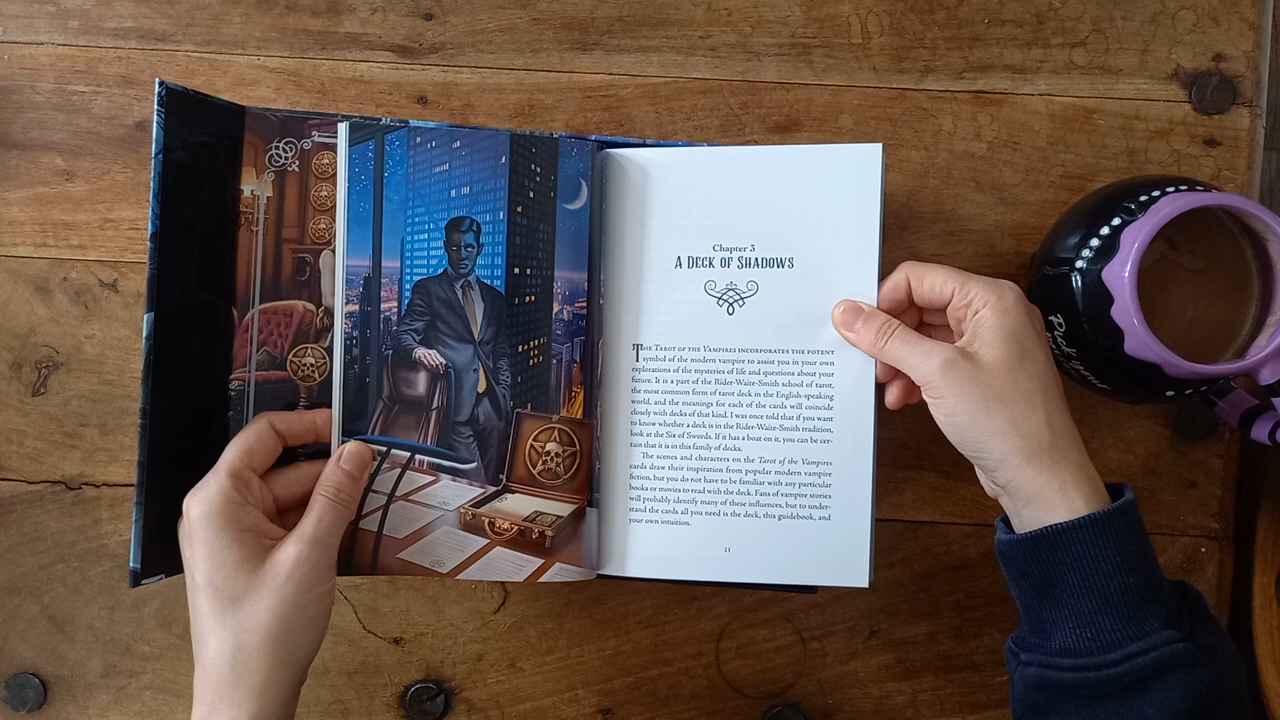 Chapter 3
A DECK OF SHADOWS
THE TAROT OF THE VAMPIRES INCORPORATES THE POTENT
symbol of the modern vampire to assist you in your own
explorations of the mysteries of life and questions about your
future. It is a part of the Rider-Waite-Smith school of tarot,
the most common form of tarot deck in the English-speaking
world, and the meanings for each of the cards will coincide
closely with decks of that kind. I was once told that if you want
to know whether a deck is in the Rider-Waite-Smith tradition,
look at the Six of Swords. If it has a boat on it, you can be cer-
tain that it is in this family of decks.
The scenes and characters on the Tarot of the Vampires
cards draw their inspiration from popular modern vampire
fiction, but you do not have to be familiar with any particular
books or movies to read with the deck. Fans of vampire stories
will probably identify many of these influences, but to under-
stand the cards all you need is the deck, this guidebook, and
your own intuition.
11